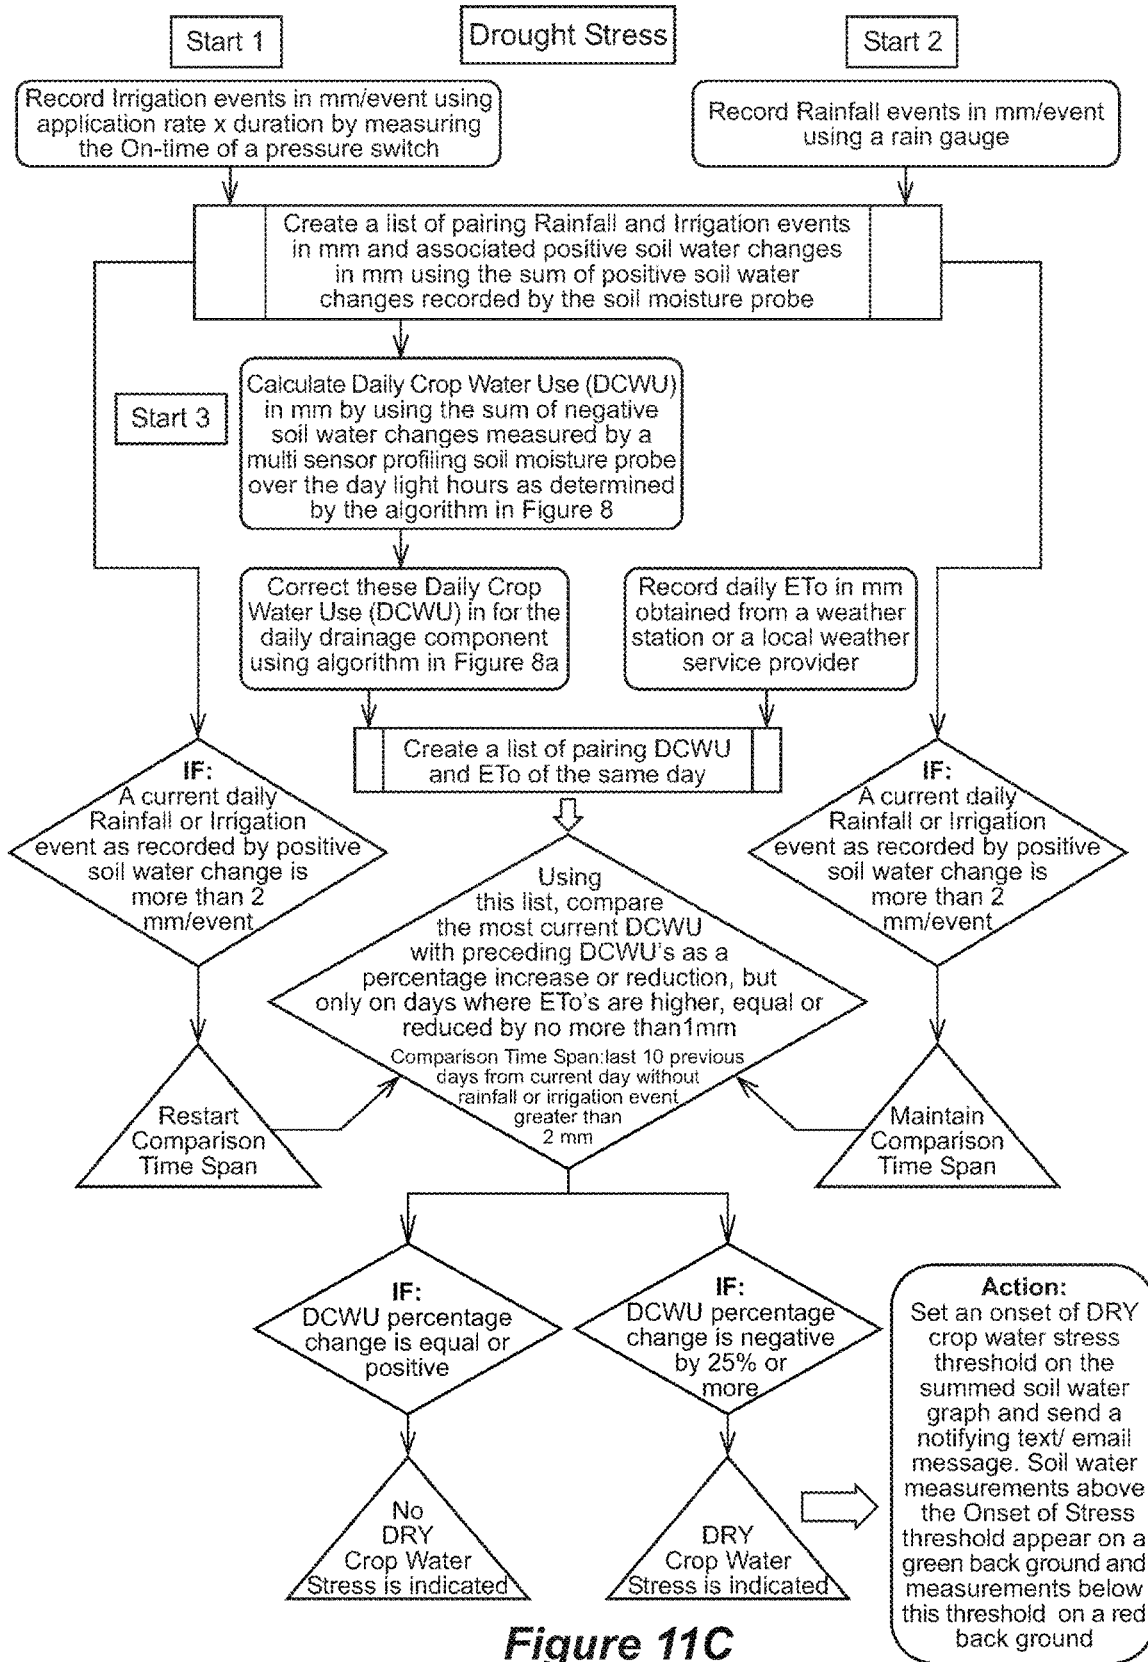 Start 1
Drought Stress
Start 2
Record Irrigation events in mm/event using
application rate x duration by measuring
the On-time of a pressure switch
Record Rainfall events in mm/event
using a rain gauge
Create a list of pairing Rainfall and Irrigation events
in mm and associated positive soil water changes
in mm using the sum of positive soil water
changes recorded by the soil moisture probe
Start 3
Calculate Daily Crop Water Use (DCWU)
in mm by using the sum of negative
soil water changes measured by a
multi sensor profiling soil moisture probe
over the day light hours as determined
by the algorithm in Figure 8
Correct these Daily Crop
Water Use (DCWU) in for the
daily drainage component
using algorithm in Figure 8a
Record daily ETo in mm
obtained from a weather
station or a local weather
service provider
Create a list of pairing DCWU
and ETo of the same day
IF:
A current daily
Rainfall or Irrigation
event as recorded by positive
soil water change is
more than 2
mm/event
IF:
A current daily
Rainfall or Irrigation
event as recorded by positive
soil water change is
more than 2
mm/event
Using
this list, compare
the most current DCWU
with preceding DCWU's as a
percentage increase or reduction, but
only on days where ETo's are higher, equal or
reduced by no more than1mm
Comparison Time Span:last 10 previous
days from current day without
rainfall or irrigation event
greater than
2 mm
Restart
Comparison
Time Span
Maintain
Comparison
Time Span
IF:
DCWU percentage
change is equal or
positive
IF:
DCWU percentage
change is negative
by 25% or
more
No
DRY
Crop Water
Stress is indicated
DRY
Crop Water
Stress is indicated
Action:
Set an onset of DRY
crop water stress
threshold on the
summed soil water
graph and send a
notifying text/ email
message. Soil water
measurements above
the Onset of Stress
threshold appear on a
green back ground and
measurements below
this threshold on a red
back ground
Figure 11C